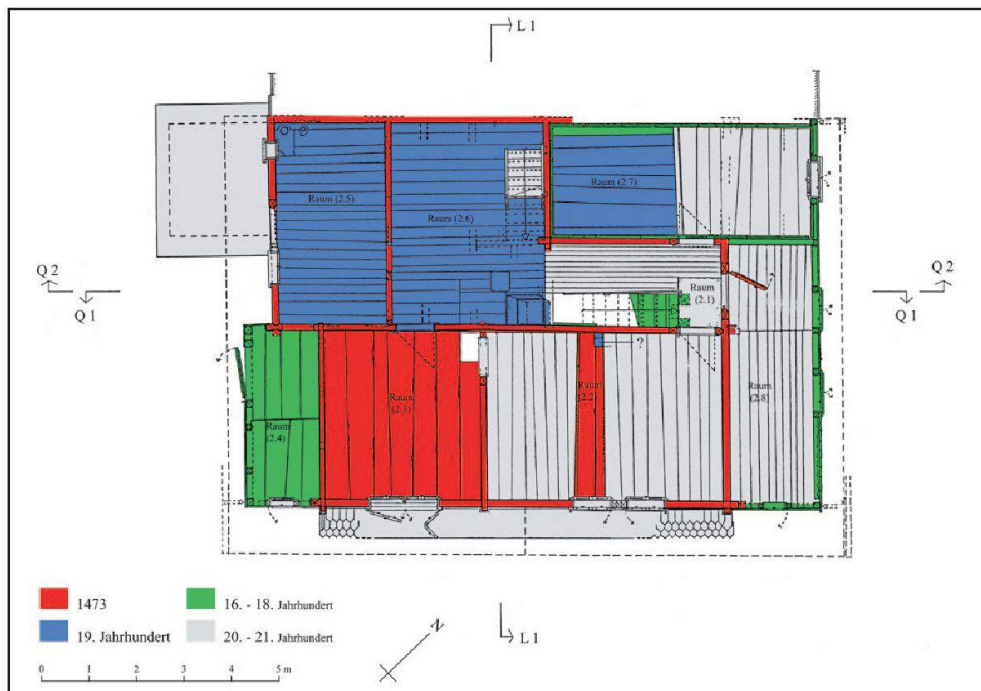 L 1
Raum (2.5)
Raum (2.6)
Raum (2.7)
Q 2
Q 1
Raum
(2.1)
Q 2
Q 1
?
Raum
(2.3)
Raum
(2.2
Raum
(2.8)
Raum
(2.4)
1473
16. - 18. Jahrhundert
19. Jahrhundert
20. - 21. Jahrhundert
N
L 1
0 1 2 3 4 5 m